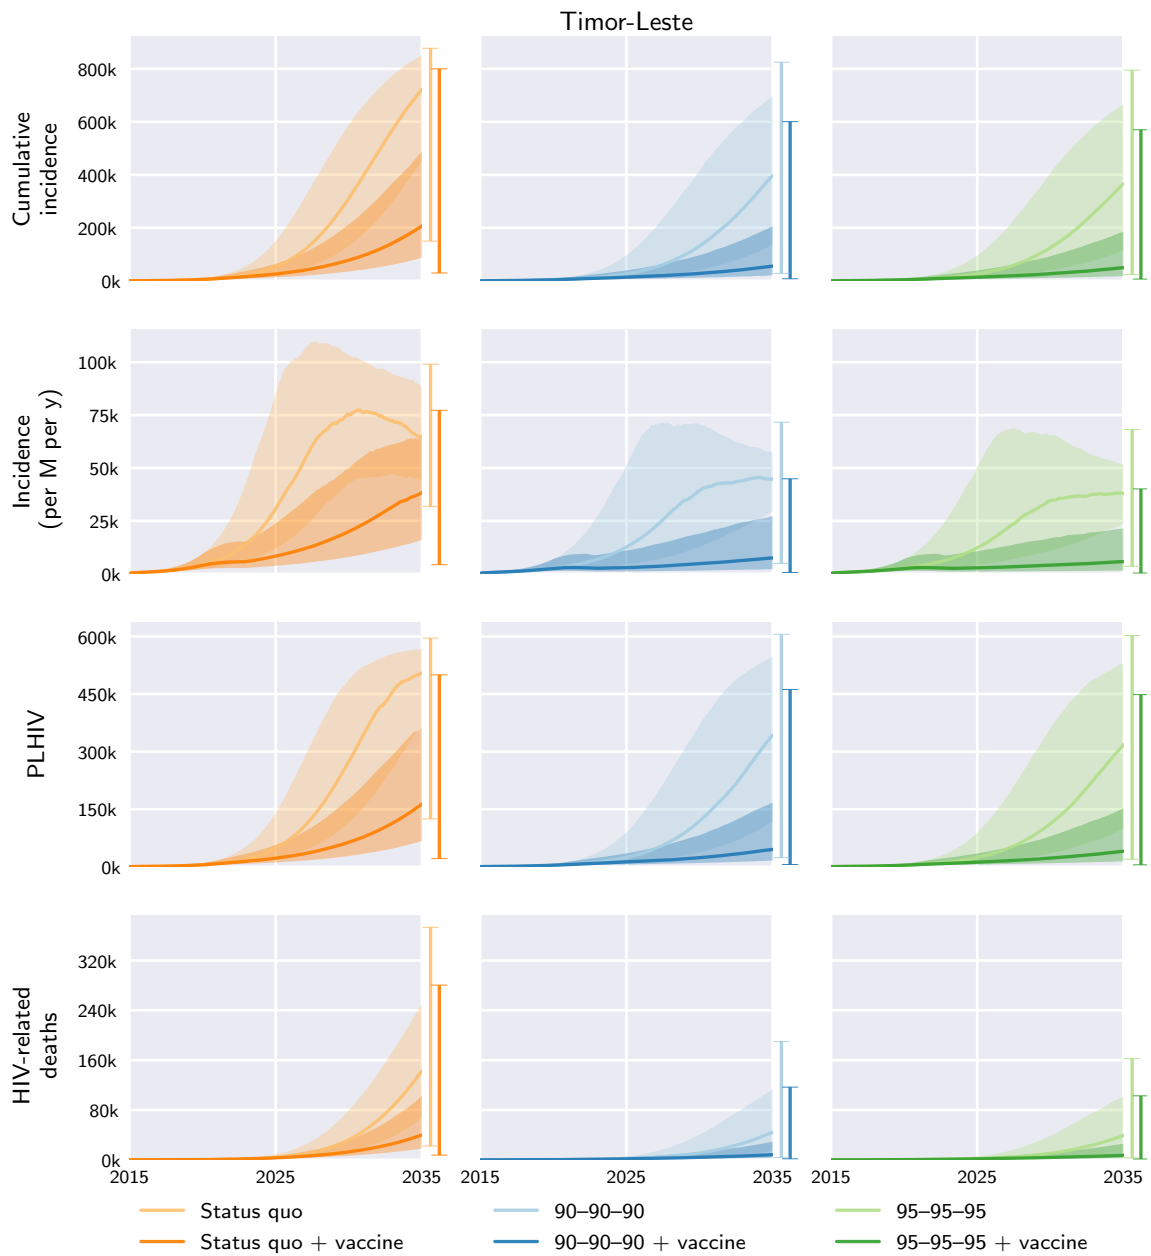 Timor-Leste
Cumulative
incidence
800k
600k
400k
200k
0k
Incidence
(per M per y)
100k
75k
50k
25k
0k
PLHIV
600k
450k
300k
150k
0k
HIV-related
deaths
320k
240k
160k
80k
0k
2015 2025 2035 2015 2025 2035 2015 2025 2035
Status quo 90–90–90 95–95–95
Status quo + vaccine 90–90–90 + vaccine 95–95–95 + vaccine